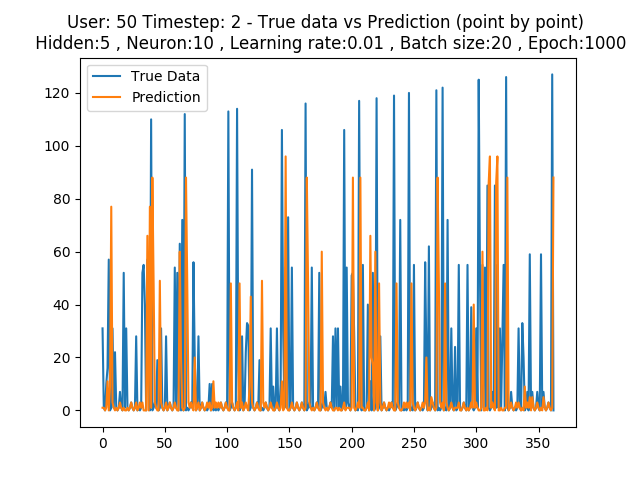 User: 50 Timestep: 2 - True data vs Prediction (point by point)
Hidden:5 , Neuron:10 , Learning rate:0.01 , Batch size:20 , Epoch:1000
True Data
Prediction
120
100
80
60
40
20
0
0 50 100 150 200 250 300 350